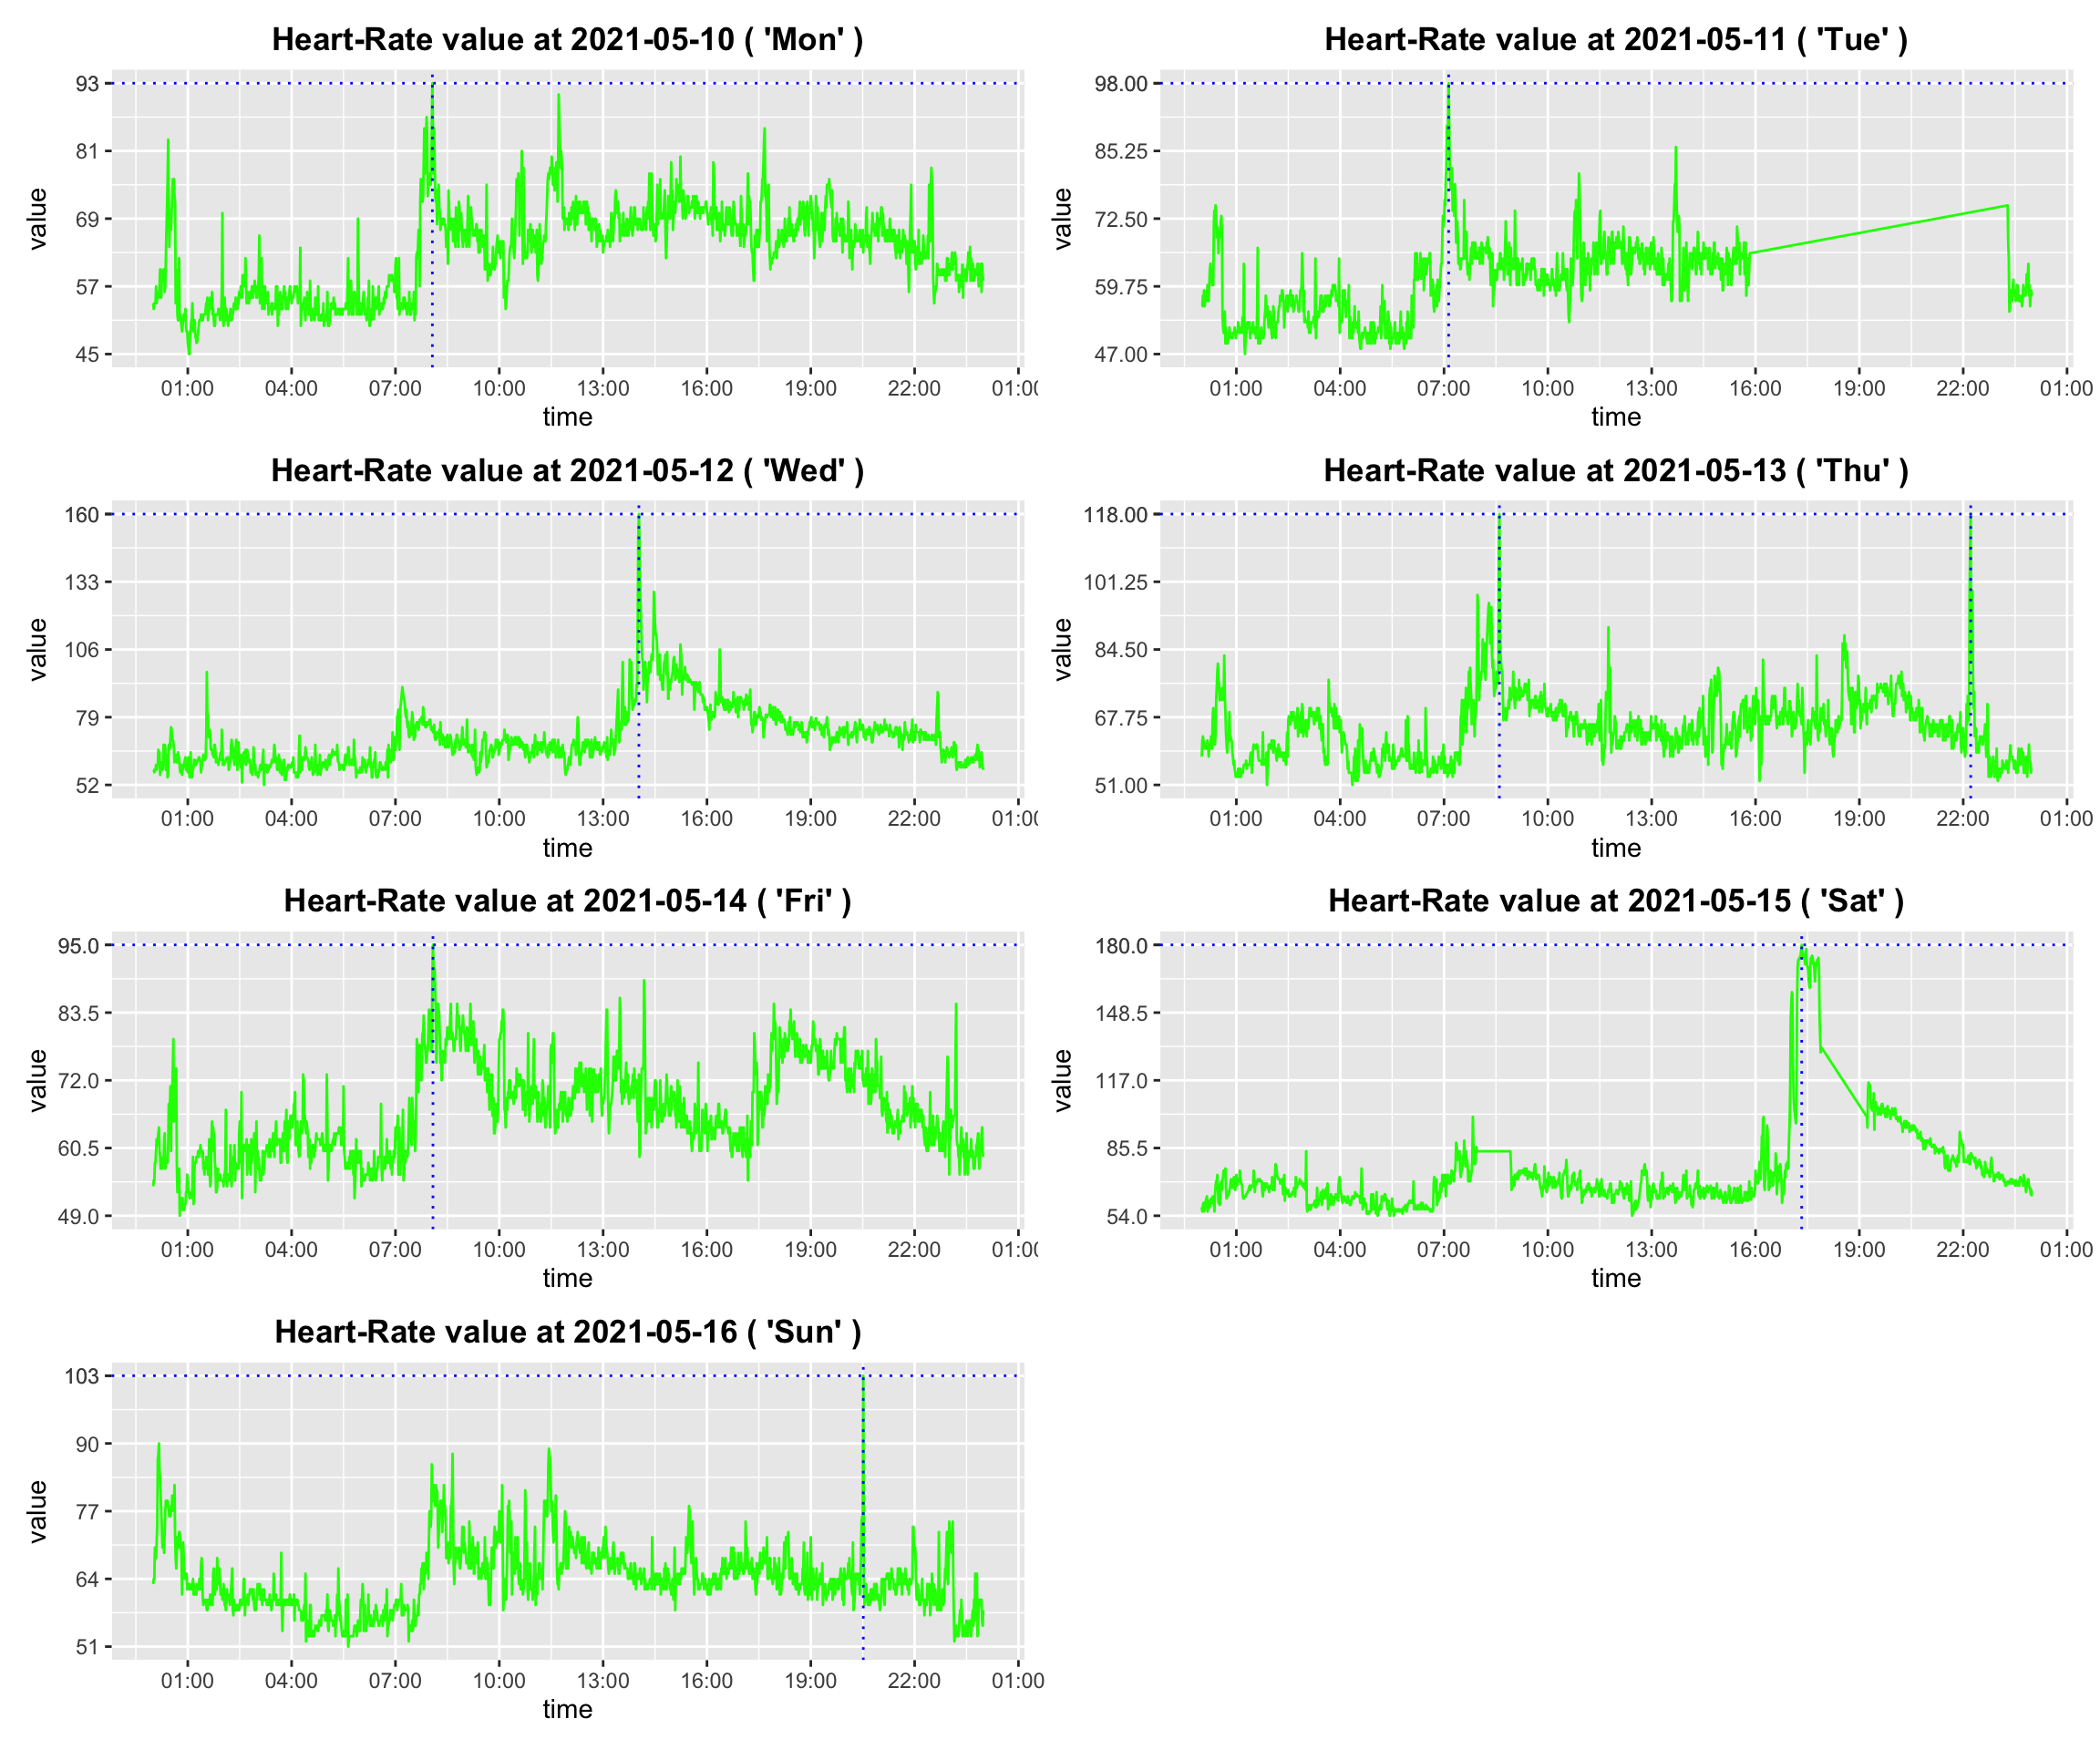 Heart-Rate value at 2021-05-10 ( 'Mon' )
value
93
81
69
57
45
01:00 04:00 07:00 10:00 13:00 16:00 19:00 22:00 01:00
time
Heart-Rate value at 2021-05-11 ( 'Tue' )
value
98.00
85.25
72.50
59.75
47.00
01:00 04:00 07:00 10:00 13:00 16:00 19:00 22:00 01:00
time
Heart-Rate value at 2021-05-12 ( 'Wed' )
value
160
133
106
79
52
01:00 04:00 07:00 10:00 13:00 16:00 19:00 22:00 01:00
time
Heart-Rate value at 2021-05-13 ( 'Thu' )
value
118.00
101.25
84.50
67.75
51.00
01:00 04:00 07:00 10:00 13:00 16:00 19:00 22:00 01:00
time
Heart-Rate value at 2021-05-14 ( 'Fri' )
value
95.0
83.5
72.0
60.5
49.0
01:00 04:00 07:00 10:00 13:00 16:00 19:00 22:00 01:00
time
Heart-Rate value at 2021-05-15 ( 'Sat' )
value
180.0
148.5
117.0
85.5
54.0
01:00 04:00 07:00 10:00 13:00 16:00 19:00 22:00 01:00
time
Heart-Rate value at 2021-05-16 ( 'Sun' )
value
103
90
77
64
51
01:00 04:00 07:00 10:00 13:00 16:00 19:00 22:00 01:00
time